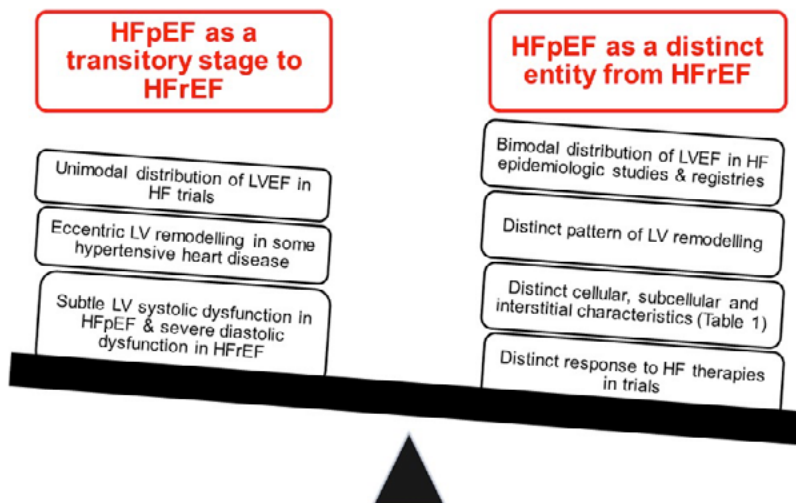 HFpEF as a
transitory stage to
HFrEF
Unimodal distribution of LVEF in
HF trials
Eccentric LV remodelling in some
hypertensive heart disease
Subtle LV systolic dysfunction in
HFpEF & severe diastolic
dysfunction in HFrEF
HFpEF as a distinct
entity from HFrEF
Bimodal distribution of LVEF in HF
epidemiologic studies & registries
Distinct pattern of LV remodelling
Distinct cellular, subcellular and
interstitial characteristics (Table 1)
Distinct response to HF therapies
in trials